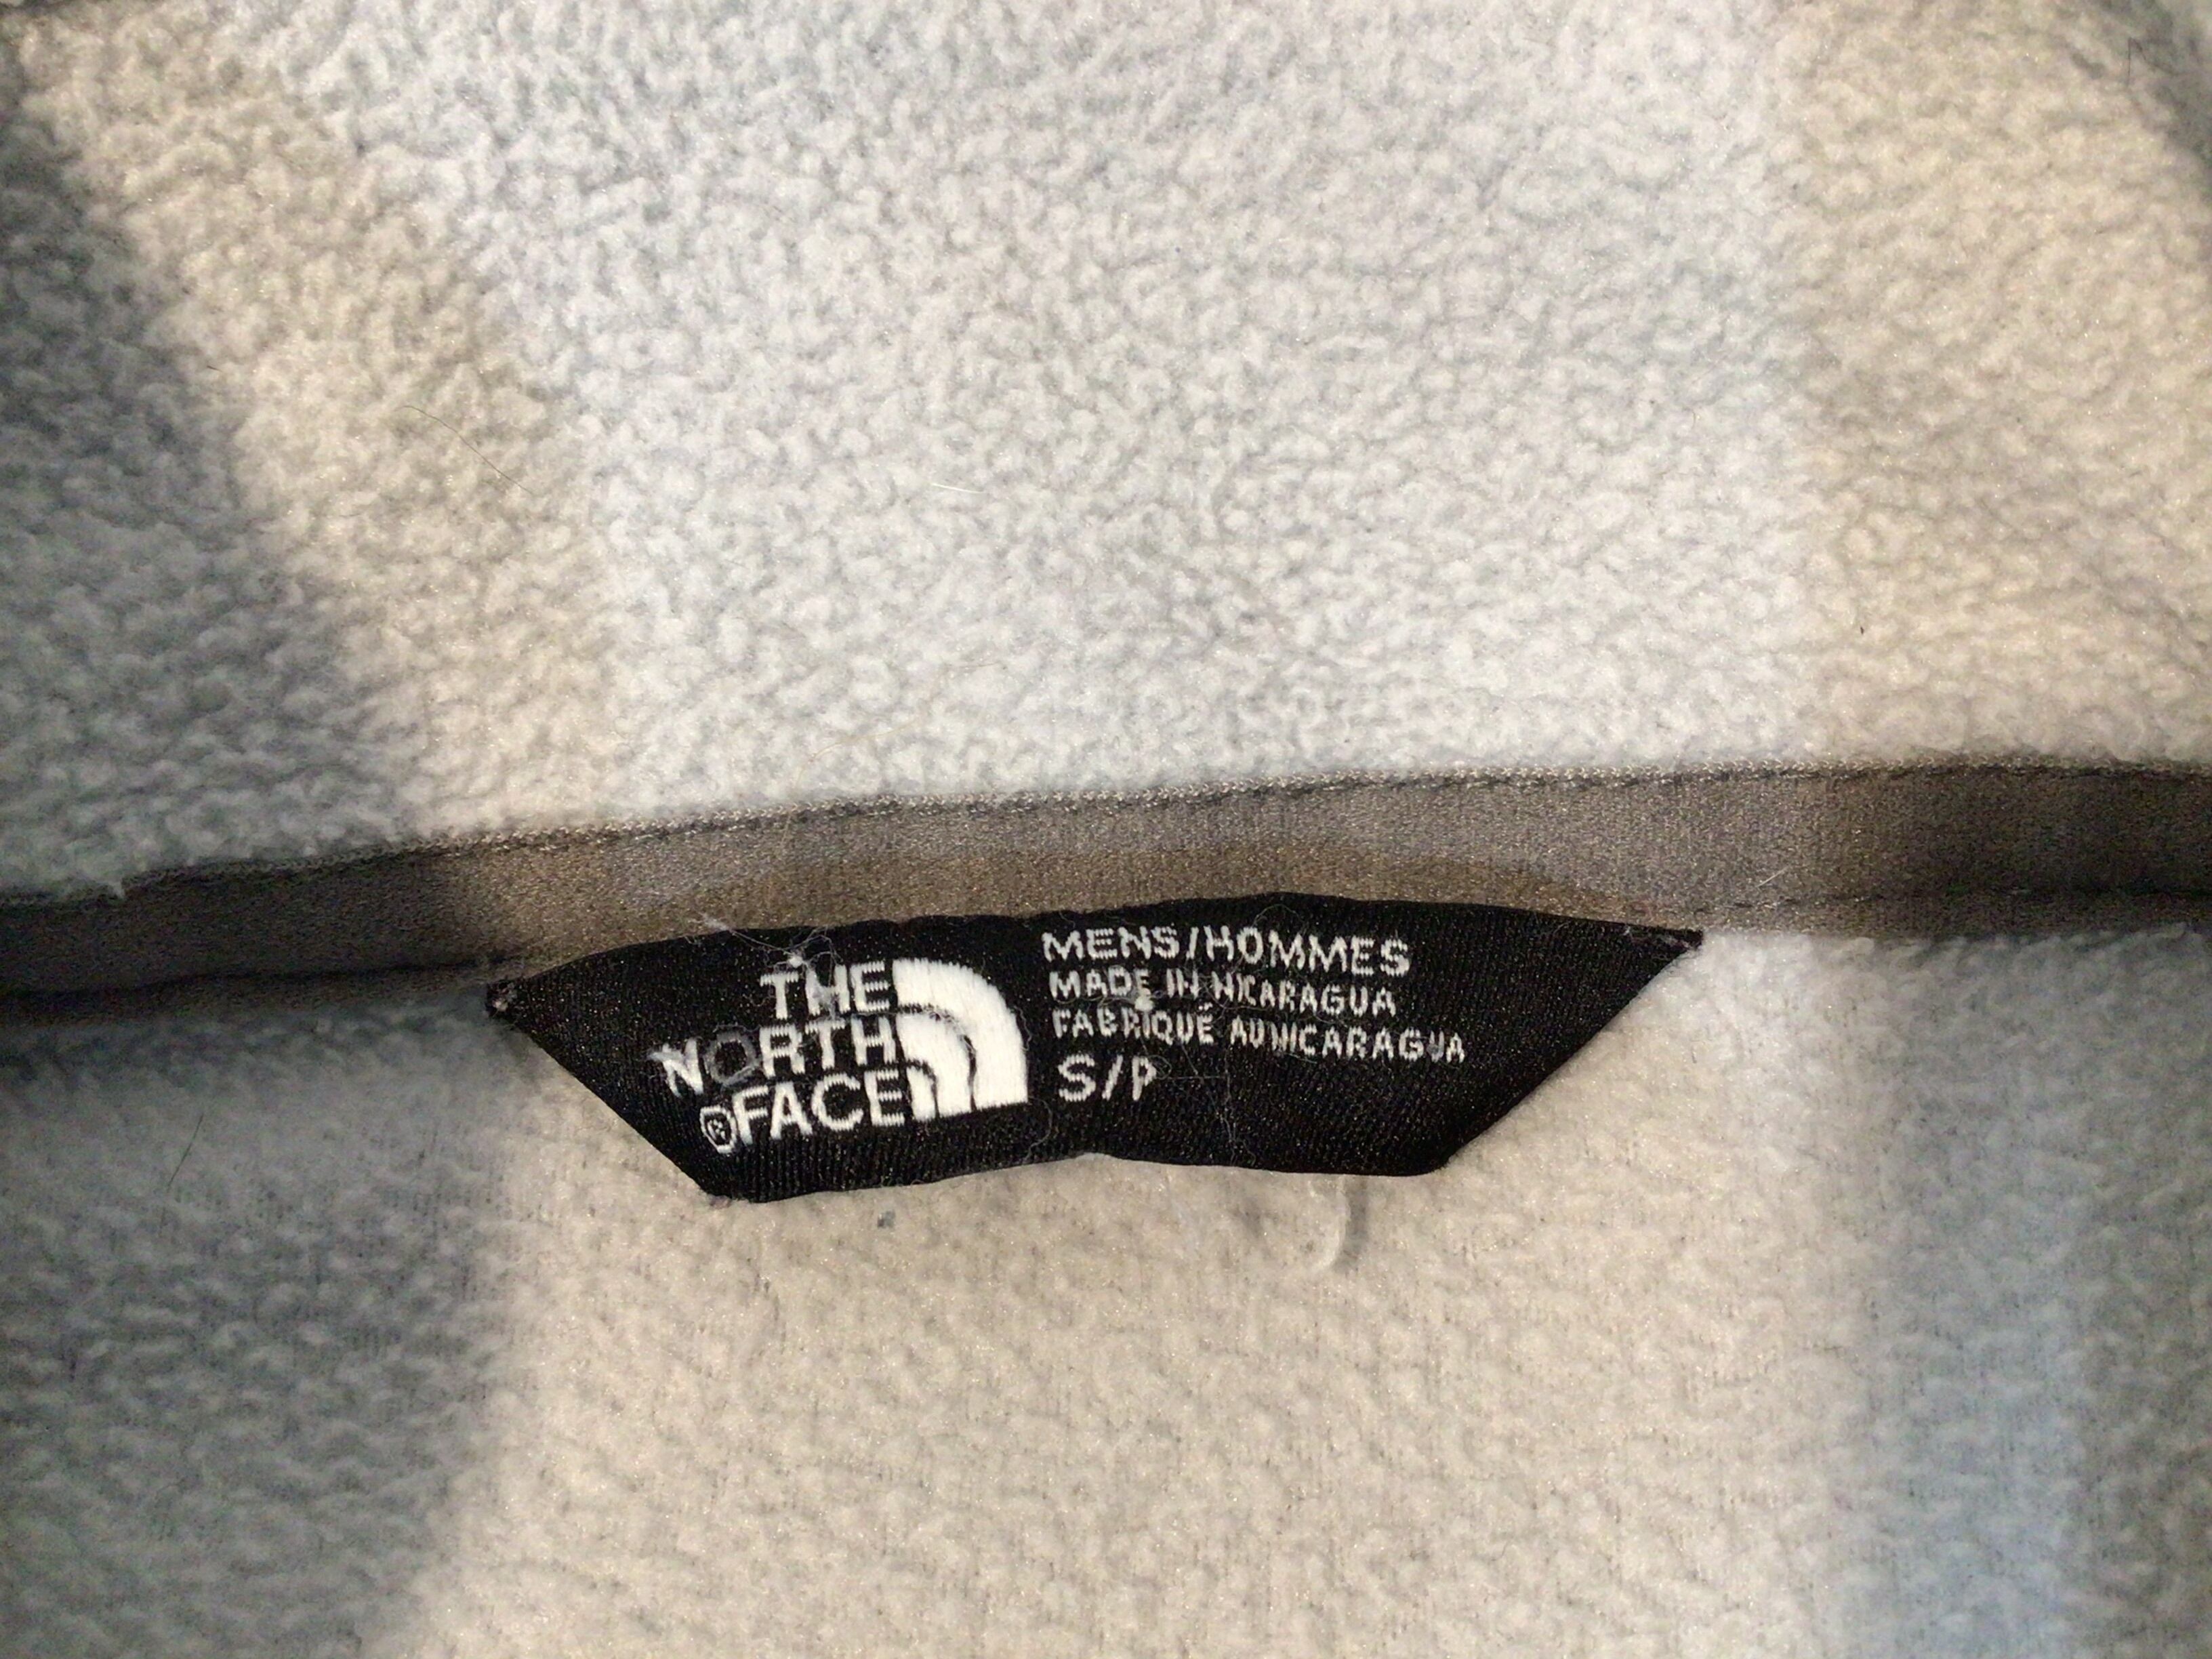 THE
NORTH
®FACE
MENS/HOMMES
MADE IN NICARAGUA
FABRIQUÉ AU NICARAGUA
S/P